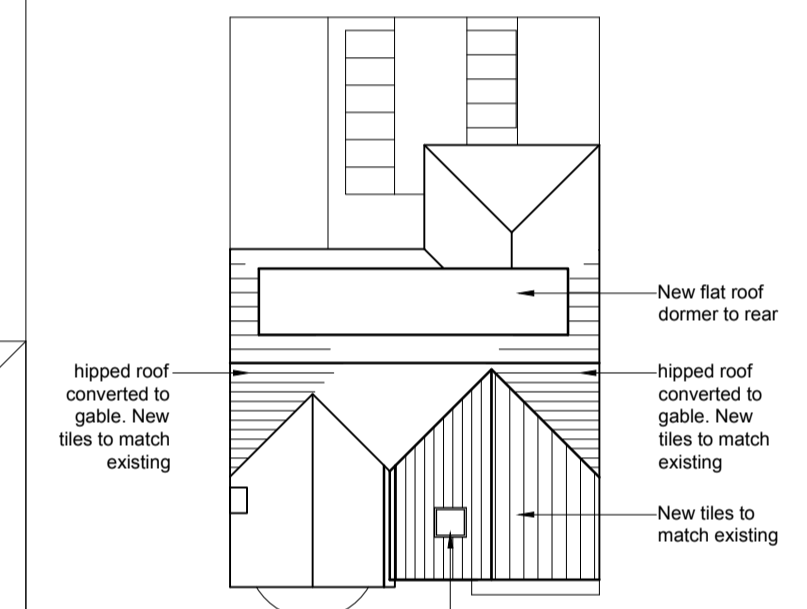 New flat roof
dormer to rear
hipped roof
converted to
gable. New
tiles to match
existing
hipped roof
converted to
gable. New
tiles to match
existing
New tiles to
match existing